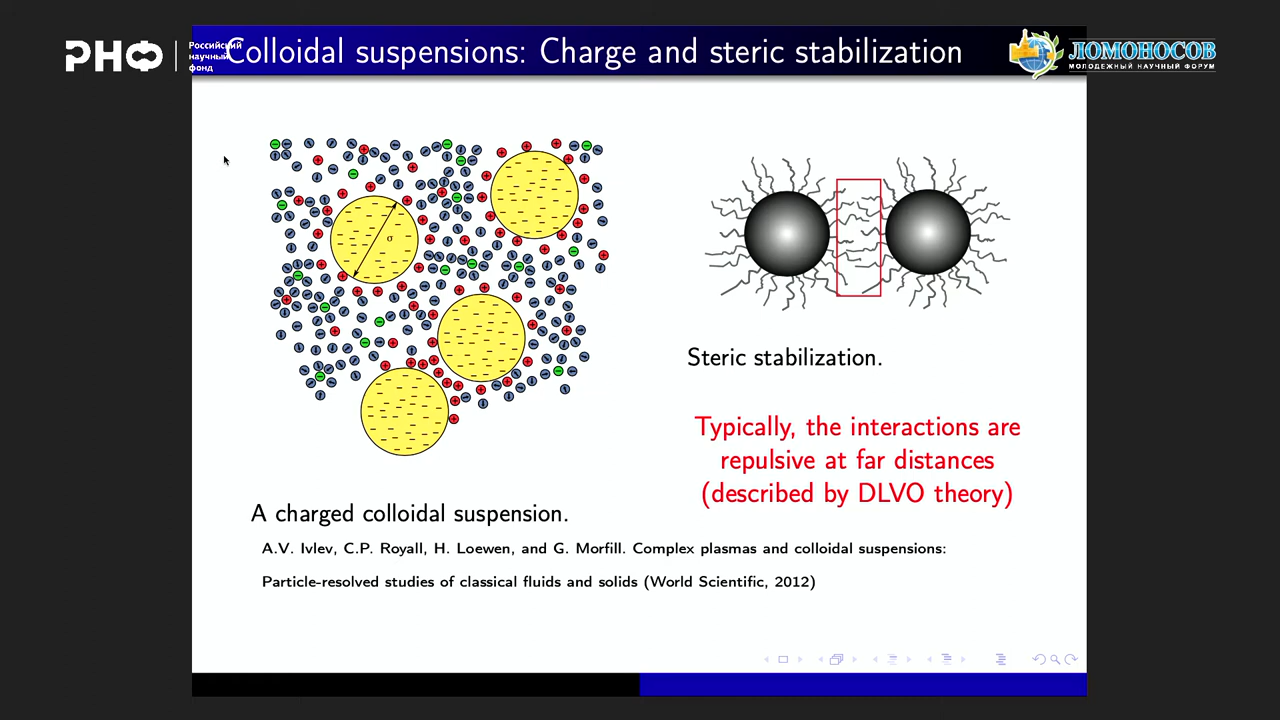 РНФ
Российский
научный
фонд
Colloidal suspensions: Charge and steric stabilization
ЛОМОНОСОВ
МОЛОДЕЖНЫЙ НАУЧНЫЙ ФОРУМ
σ
Steric stabilization.
Typically, the interactions are
repulsive at far distances
(described by DLVO theory)
A charged colloidal suspension.
A.V. Ivlev, C.P. Royall, H. Loewen, and G. Morfill. Complex plasmas and colloidal suspensions:
Particle-resolved studies of classical fluids and solids (World Scientific, 2012)